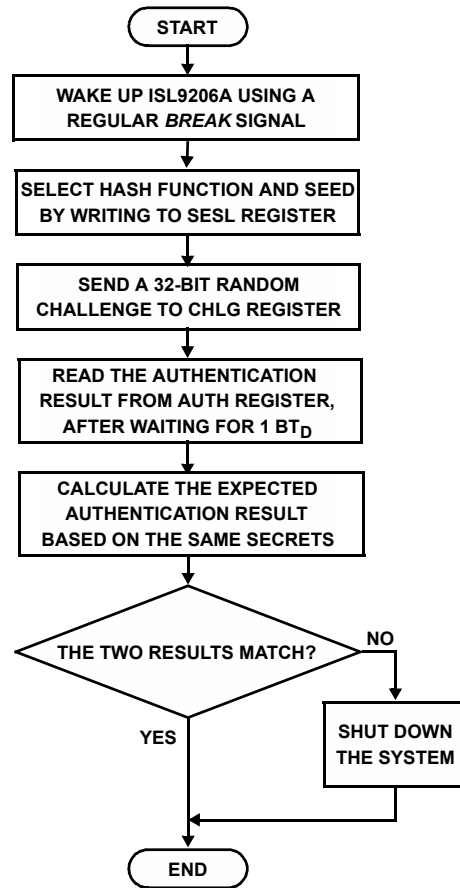 START
WAKE UP ISL9206A USING A
REGULAR BREAK SIGNAL
SELECT HASH FUNCTION AND SEED
BY WRITING TO SESL REGISTER
SEND A 32-BIT RANDOM
CHALLENGE TO CHLG REGISTER
READ THE AUTHENTICATION
RESULT FROM AUTH REGISTER,
AFTER WAITING FOR 1 BTD
CALCULATE THE EXPECTED
AUTHENTICATION RESULT
BASED ON THE SAME SECRETS
THE TWO RESULTS MATCH?
NO
YES
SHUT DOWN
THE SYSTEM
END